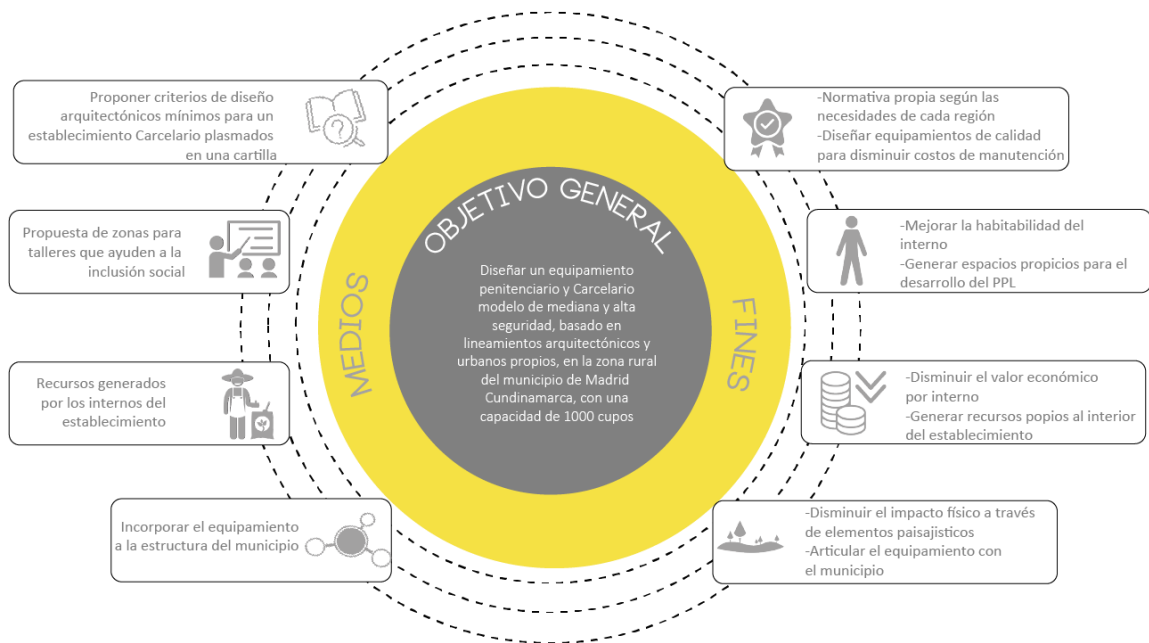 Proponer criterios de diseño
arquitectónicos mínimos para un
establecimiento Carcelario plasmados
en una cartilla
Propuesta de zonas para
talleres que ayuden a la
inclusión social
Recursos generados
por los internos del
establecimiento
Incorporar el equipamiento
a la estructura del municipio
MEDIOS
OBJETIVO GENERAL
Diseñar un equipamiento
penitenciario y Carcelario
modelo de mediana y alta
seguridad, basado en
lineamientos arquitectónicos y
urbanos propios, en la zona rural
del municipio de Madrid
Cundinamarca, con una
capacidad de 1000 cupos
FINES
-Normativa propia según las
necesidades de cada región
-Diseñar equipamientos de calidad
para disminuir costos de manutención
-Mejorar la habitabilidad del
interno
-Generar espacios propicios para el
desarrollo del PPL
-Disminuir el valor económico
por interno
-Generar recursos popios al interior
del establecimiento
-Disminuir el impacto físico a través
de elementos paisajisticos
-Articular el equipamiento con
el municipio